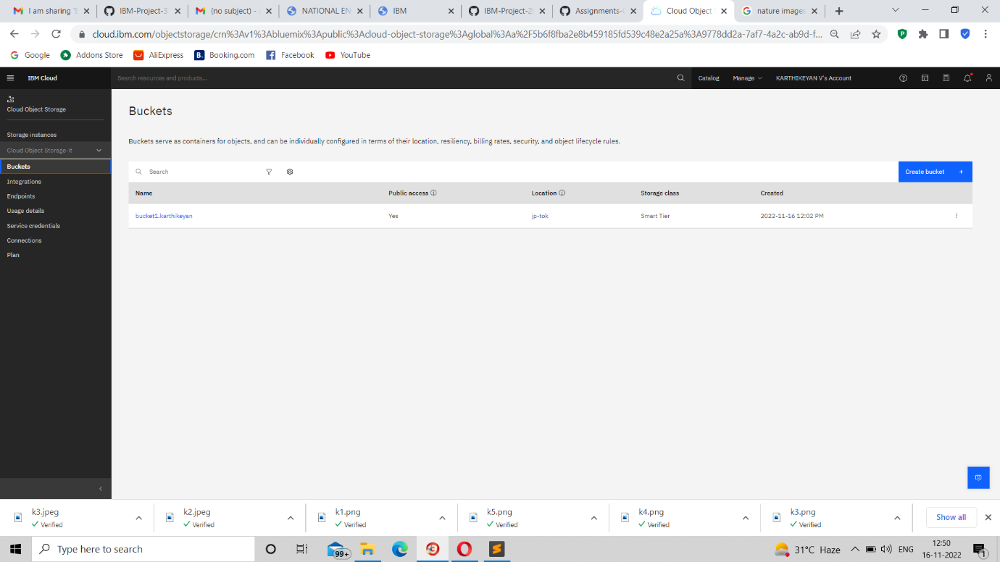 I am sharing 'E
IBM-Project-3
(no subject) -
NATIONAL EN
IBM
IBM-Project-2
Assignments-
Cloud Object
nature images
cloud.ibm.com/objectstorage/crn%3Av1%3Abluemix%3Apublic%3Acloud-object-storage%3Aglobal%3Aa%2F5b6f8fba2e8b459185fd539c48e2a25a%3A9778dd2a-7af7-4a2c-ab9d-f...
Google
Addons Store
AliExpress
Booking.com
Facebook
YouTube
IBM Cloud
Search resources and products...
Catalog
Manage
KARTHIKEYAN V's Account
Cloud Object Storage
Storage instances
Cloud Object Storage-it
Buckets
Integrations
Endpoints
Usage details
Service credentials
Connections
Plan
Buckets
Buckets serve as containers for objects, and can be individually configured in terms of their location, resiliency, billing rates, security, and object lifecycle rules.
Search
Create bucket +
Name Public access Location Storage class Created
bucket1.karthikeyan Yes jp-tok Smart Tier 2022-11-16 12:02 PM
k3.jpeg
Verified
k2.jpeg
Verified
k1.png
Verified
k5.png
Verified
k4.png
Verified
k3.png
Verified
Show all
Type here to search
99+
31°C Haze
ENG
12:50
16-11-2022
1